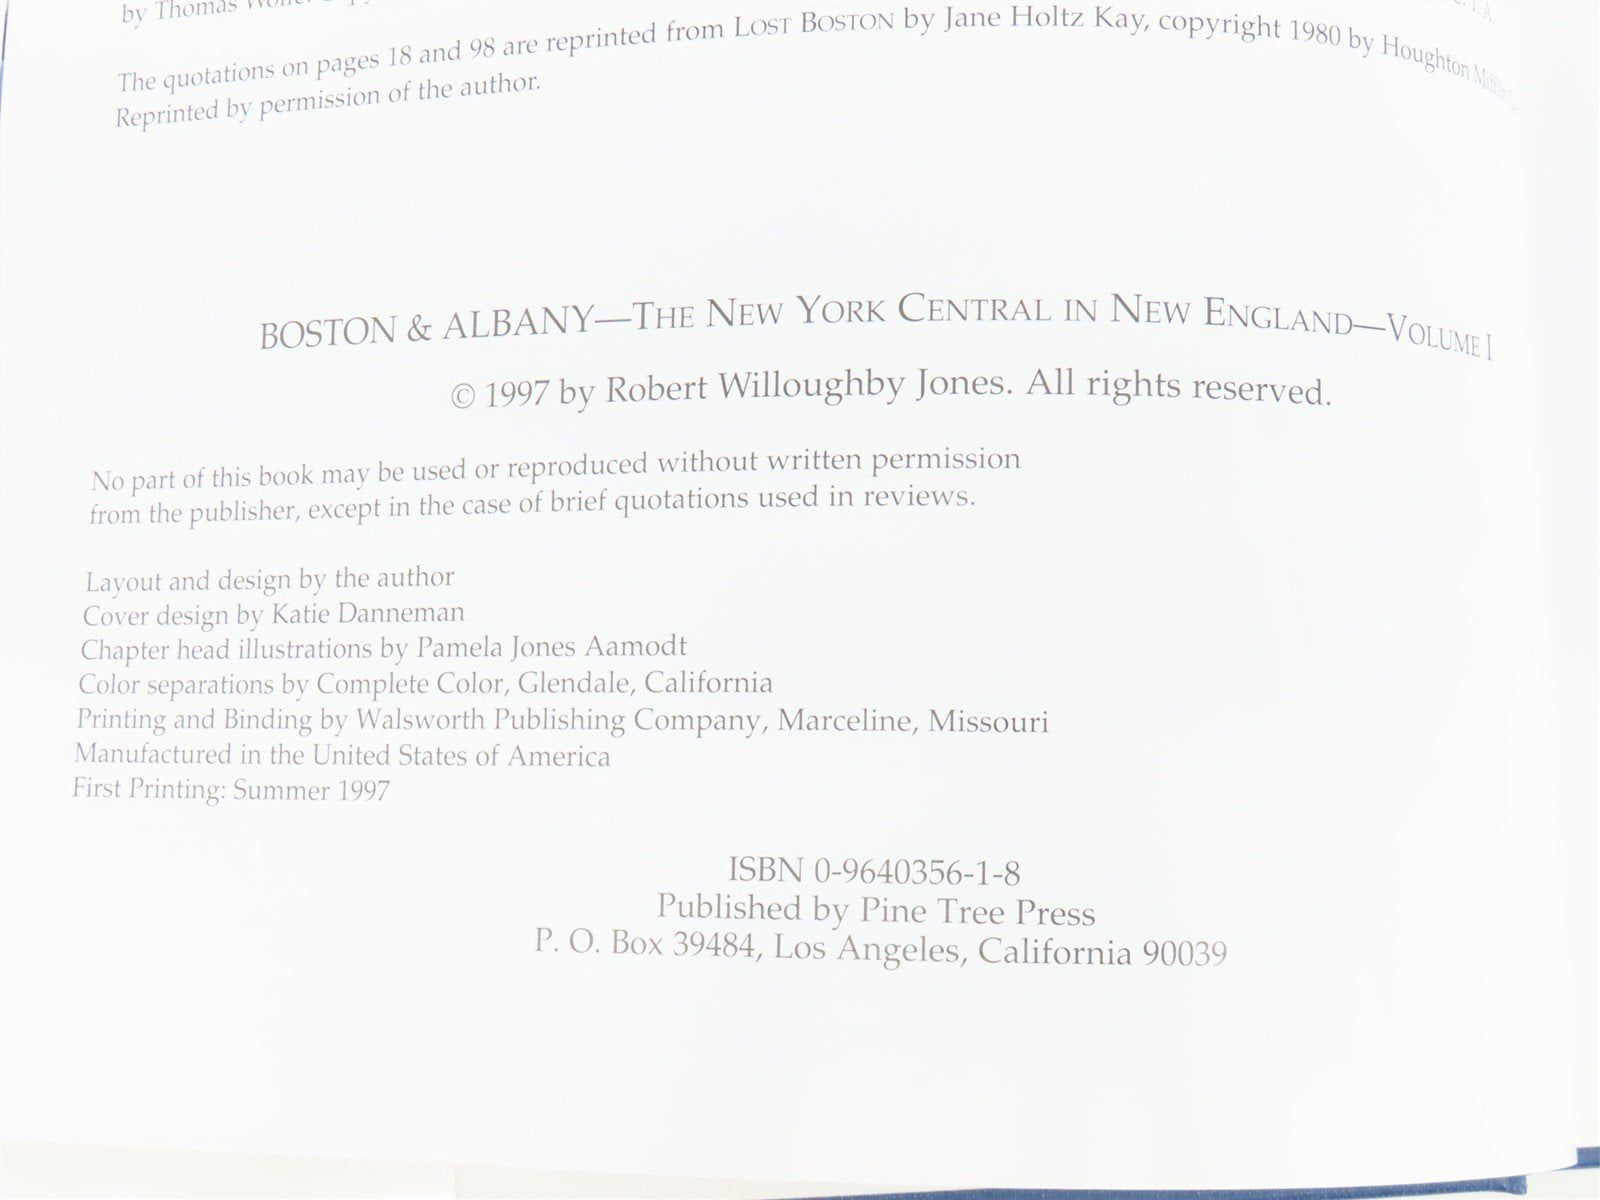 by Thomas
The quotations on pages 18 and 98 are reprinted from LOST BOSTON by Jane Holtz Kay, copyright 1980 by Houghton Mifflin Co.
Reprinted by permission of the author.
BOSTON & ALBANY—THE NEW YORK CENTRAL IN NEW ENGLAND—VOLUME I
© 1997 by Robert Willoughby Jones. All rights reserved.
No part of this book may be used or reproduced without written permission
from the publisher, except in the case of brief quotations used in reviews.
Layout and design by the author
Cover design by Katie Danneman
Chapter head illustrations by Pamela Jones Aamodt
Color separations by Complete Color, Glendale, California
Printing and Binding by Walsworth Publishing Company, Marceline, Missouri
Manufactured in the United States of America
First Printing: Summer 1997
ISBN 0-9640356-1-8
Published by Pine Tree Press
P. O. Box 39484, Los Angeles, California 90039